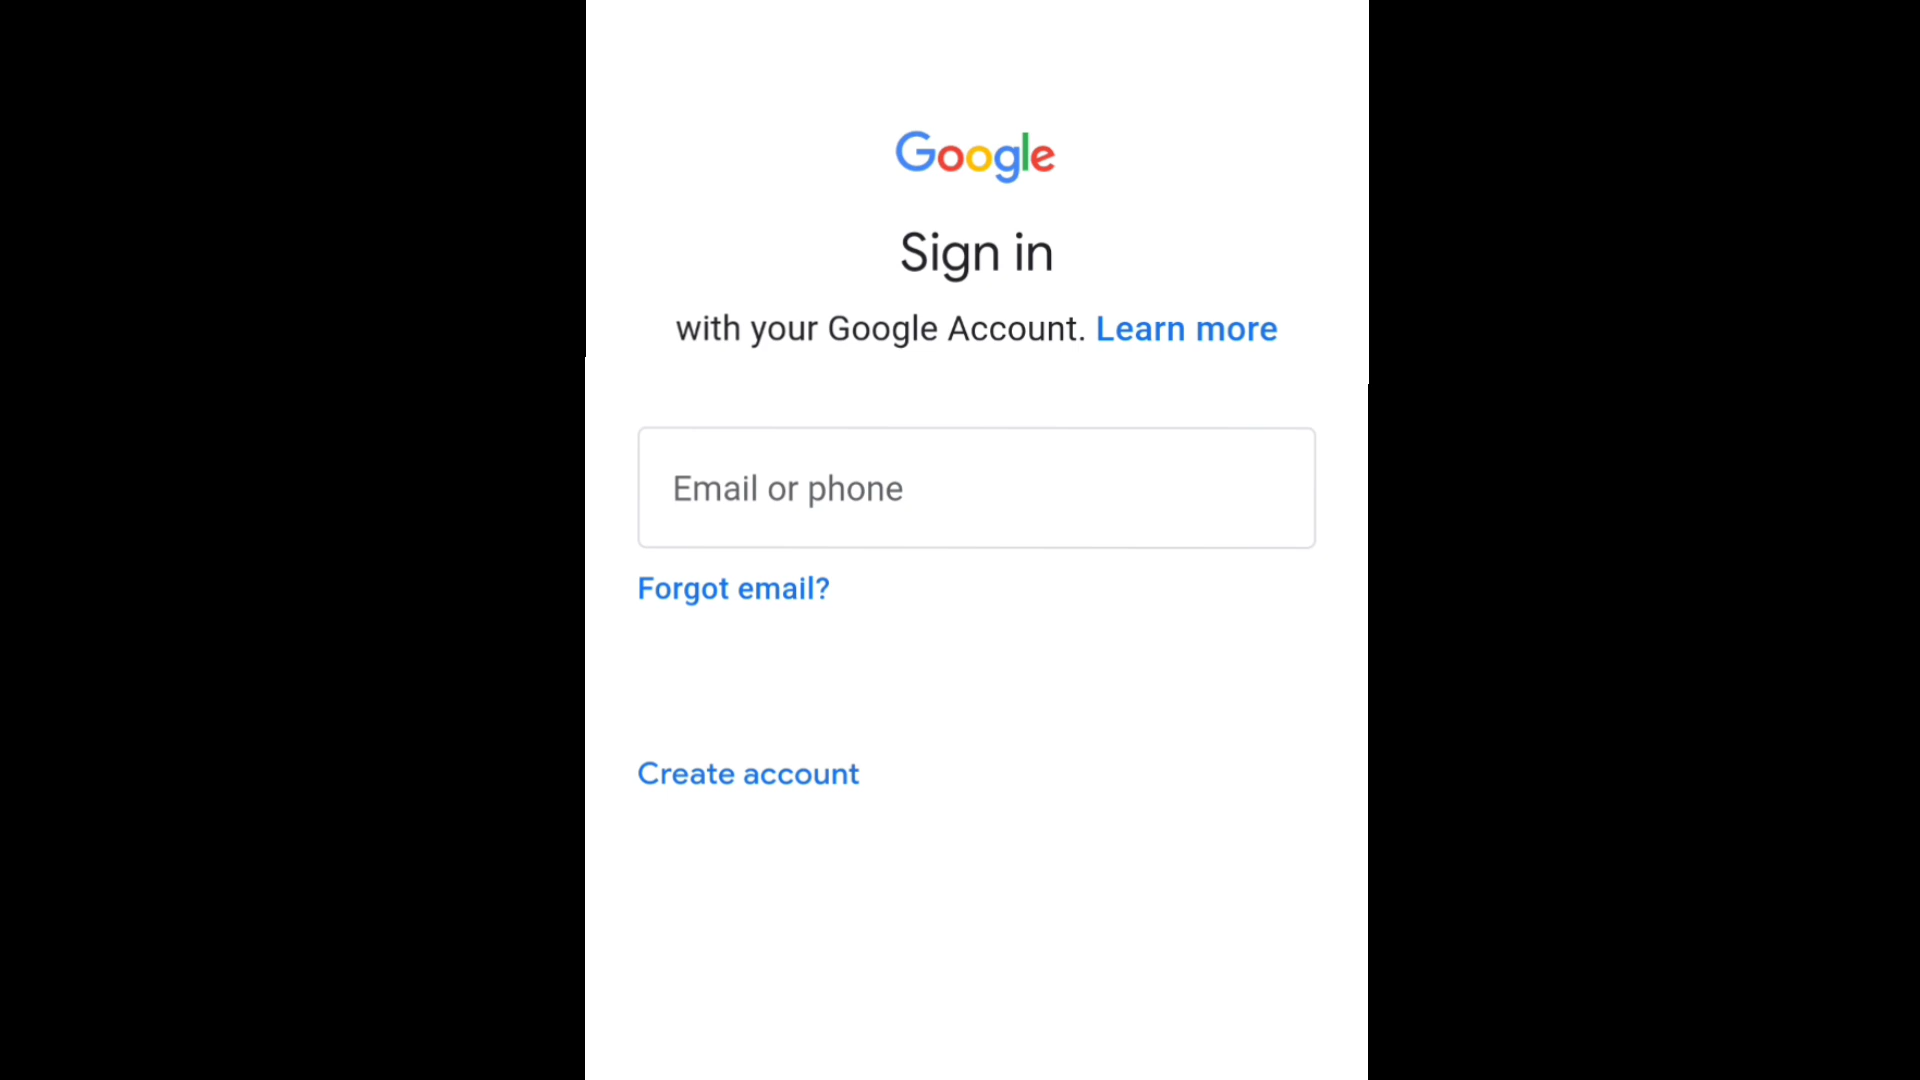 Google
Sign in
with your Google Account. Learn more
Email or phone
Forgot email?
Create account